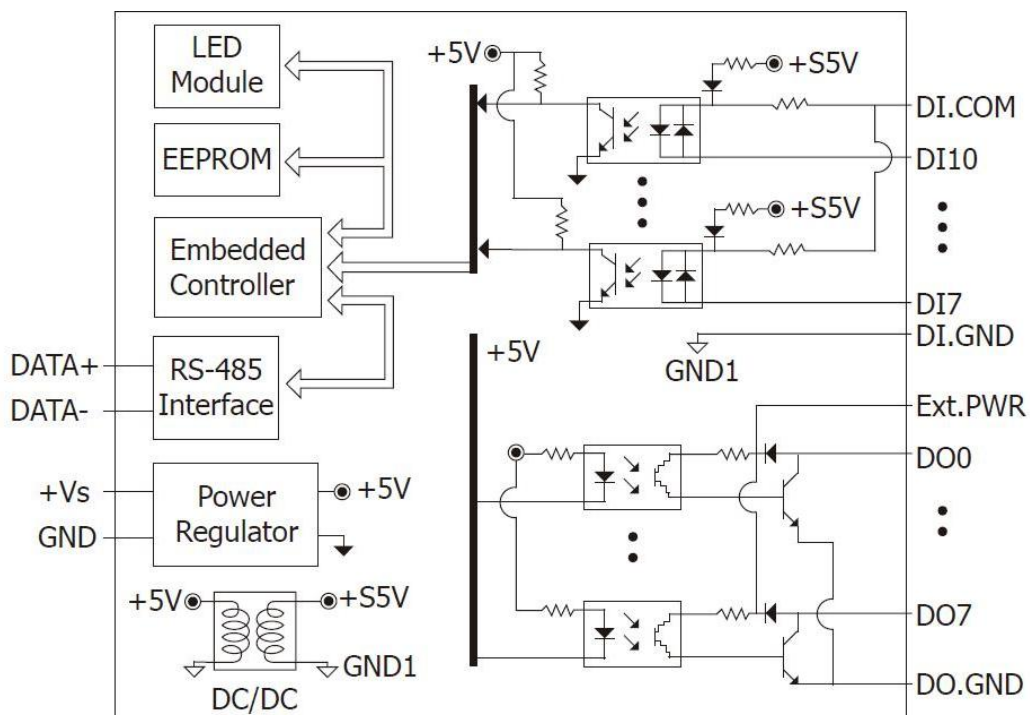 LED
Module
EEPROM
Embedded
Controller
RS-485
Interface
DATA+
DATA-
+Vs
GND
Power
Regulator
+5V
+5V
+S5V
GND1
DC/DC
+5V
+S5V
DI.COM
DI10
+S5V
DI7
DI.GND
GND1
+5V
Ext.PWR
DO0
DO7
DO.GND